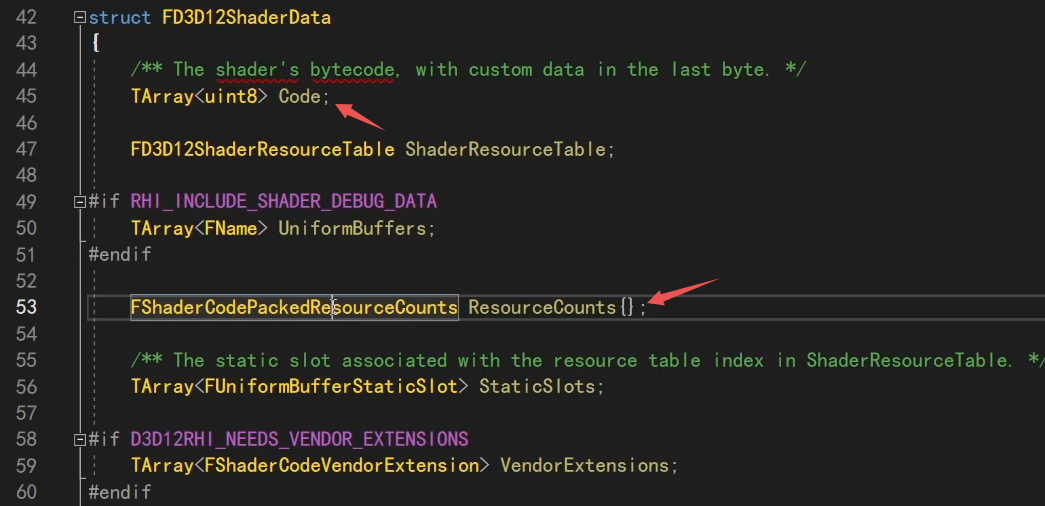 42 struct FD3D12ShaderData
43 {
44 /** The shader's bytecode, with custom data in the last byte. */
45 TArray<uint8> Code;
46
47 FD3D12ShaderResourceTable ShaderResourceTable;
48
49 #if RHI_INCLUDE_SHADER_DEBUG_DATA
50 TArray<FName> UniformBuffers;
51 #endif
52
53 FShaderCodePackedResourceCounts ResourceCounts{};
54
55 /** The static slot associated with the resource table index in ShaderResourceTable. */
56 TArray<FUniformBufferStaticSlot> StaticSlots;
57
58 #if D3D12RHI_NEEDS_VENDOR_EXTENSIONS
59 TArray<FShaderCodeVendorExtension> VendorExtensions;
60 #endif